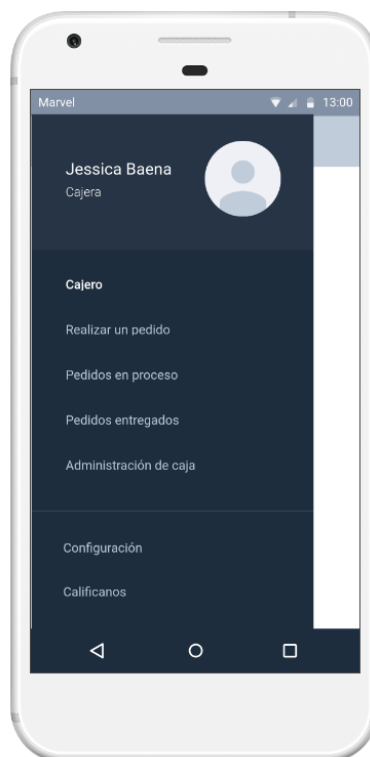 Marvel 13:00
Jessica Baena
Cajera
Cajero
Realizar un pedido
Pedidos en proceso
Pedidos entregados
Administración de caja
Configuración
Calificanos